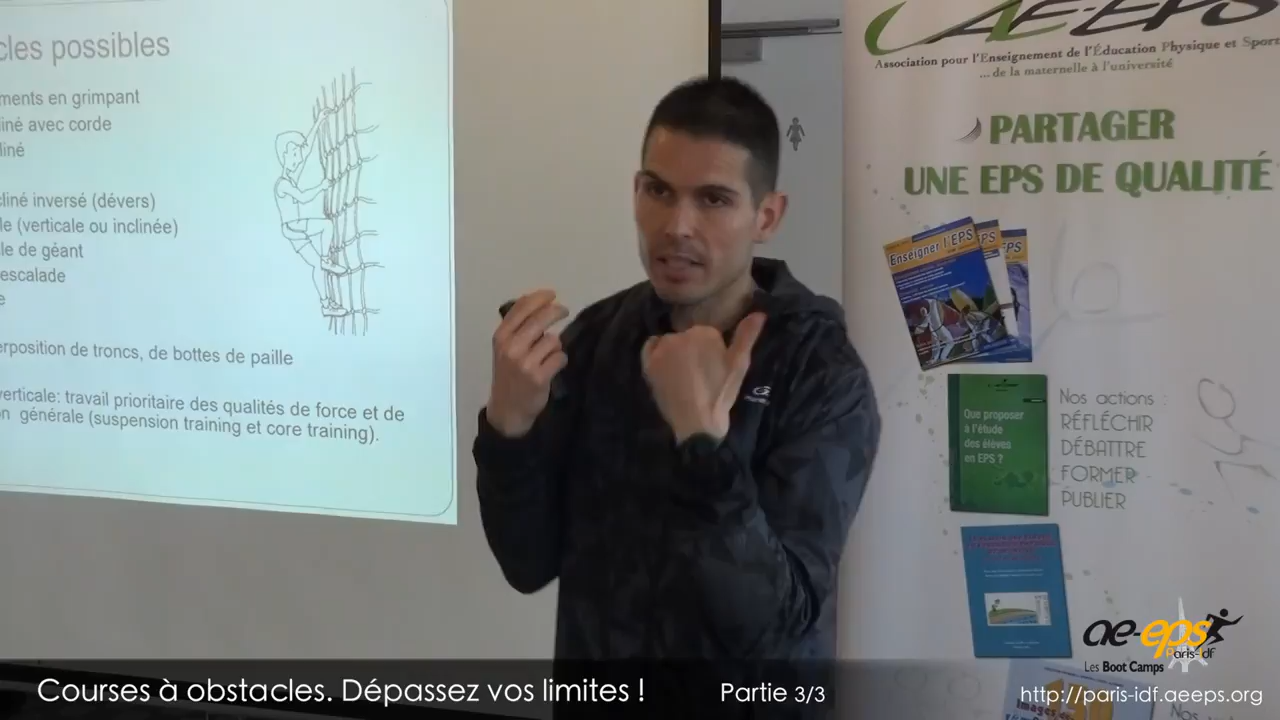 cles possibles
ments en grimpant
iné avec corde
liné
cliné inversé (dévers)
le (verticale ou inclinée)
le de géant
escalade
e
erposition de troncs, de bottes de paille
verticale: travail prioritaire des qualités de force et de
n générale (suspension training et core training).
AE-EPS
Association pour l'Enseignement de l'Éducation Physique et Sport
... de la maternelle à l'université
PARTAGER
UNE EPS DE QUALITÉ
Enseigner l'EPS
EPS
EPS
Que proposer
à l'étude
des élèves
en EPS ?
Nos actions :
RÉFLÉCHIR
DÉBATTRE
FORMER
PUBLIER
Nos
ae-eps
Paris-idf
Les Boot Camps
Courses à obstacles. Dépassez vos limites !
Partie 3/3
http://paris-idf.aeeps.org